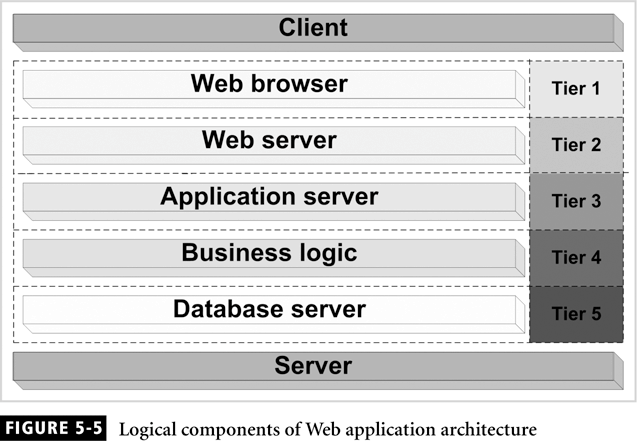 Client
Web browser Tier 1
Web server Tier 2
Application server Tier 3
Business logic Tier 4
Database server Tier 5
Server
FIGURE 5-5 Logical components of Web application architecture